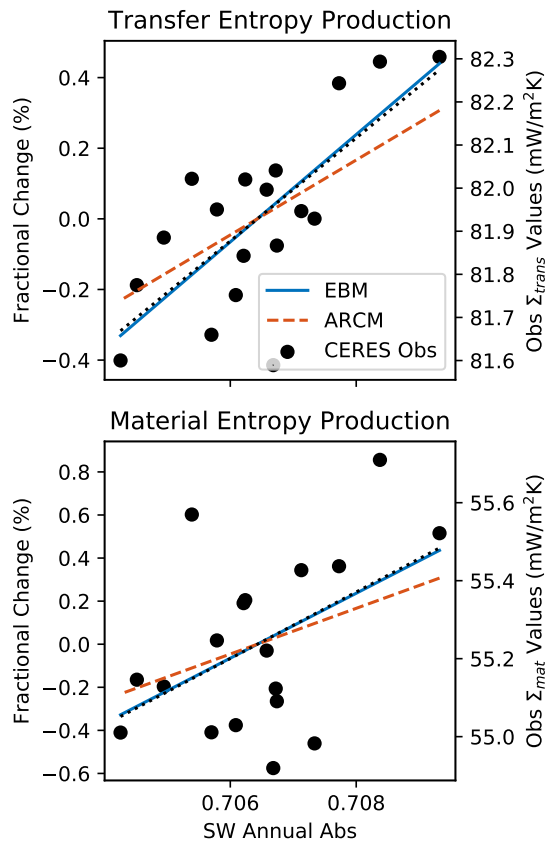 Transfer Entropy Production
0.4
0.2
0.0
−0.2
−0.4
Fractional Change (%)
82.3
82.2
82.1
82.0
81.9
81.8
81.7
81.6
Obs Σtrans Values (mW/m²K)
EBM
ARCM
CERES Obs
Material Entropy Production
0.8
0.6
0.4
0.2
0.0
−0.2
−0.4
−0.6
Fractional Change (%)
55.6
55.4
55.2
55.0
Obs Σmat Values (mW/m²K)
0.706
0.708
SW Annual Abs